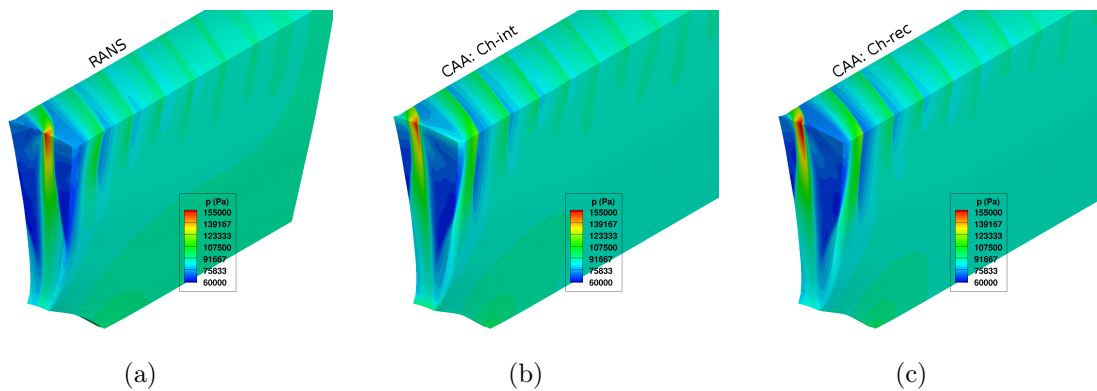 RANS
p (Pa)
155000
139167
123333
107500
91667
75833
60000
(a)
CAA: Ch-int
p (Pa)
155000
139167
123333
107500
91667
75833
60000
(b)
CAA: Ch-rec
p (Pa)
155000
139167
123333
107500
91667
75833
60000
(c)